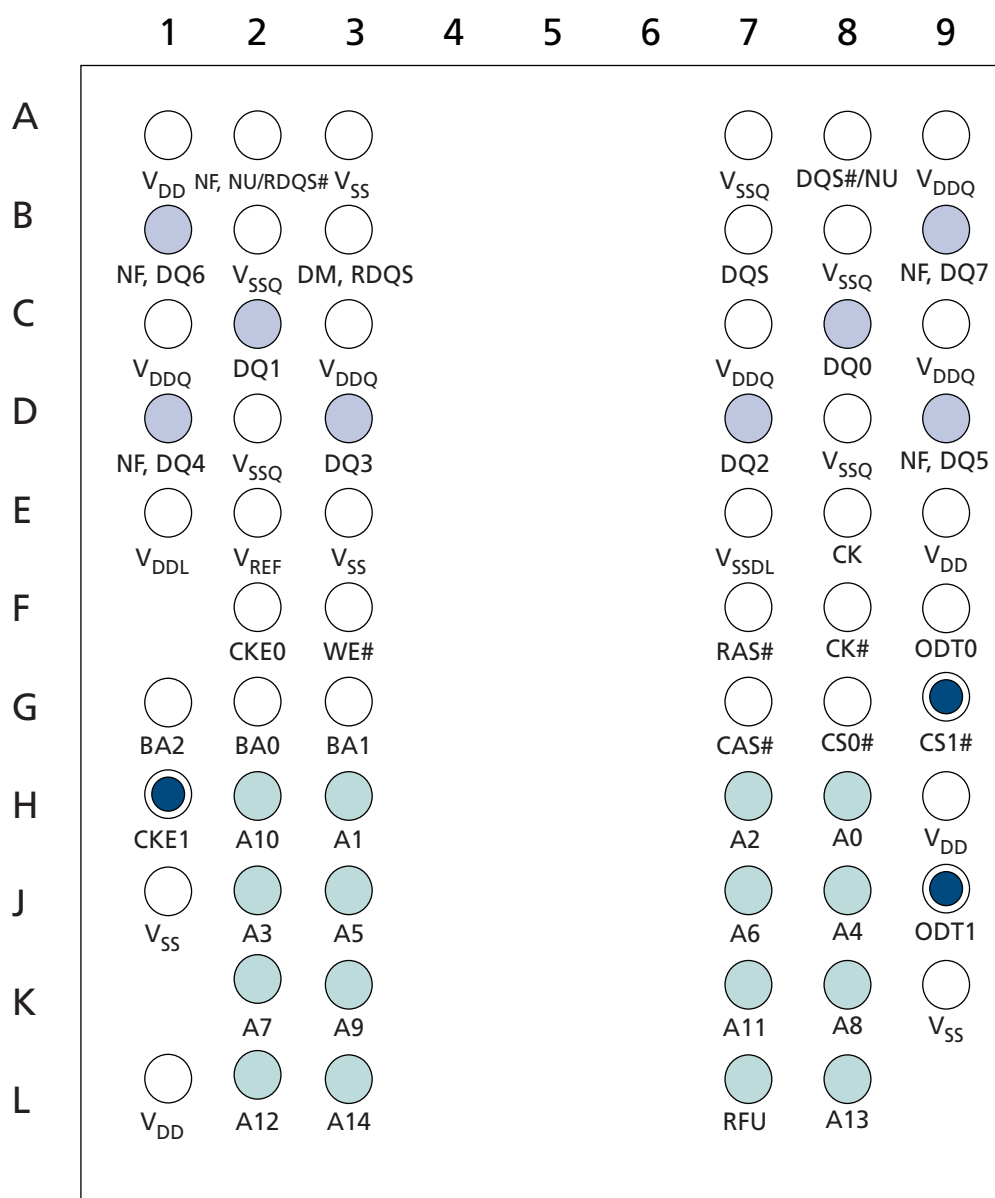 1 2 3 4 5 6 7 8 9
A
VDD NF, NU/RDQS# VSS VSSQ DQS#/NU VDDQ
B
NF, DQ6 VSSQ DM, RDQS DQS VSSQ NF, DQ7
C
VDDQ DQ1 VDDQ VDDQ DQ0 VDDQ
D
NF, DQ4 VSSQ DQ3 DQ2 VSSQ NF, DQ5
E
VDDL VREF VSS VSSDL CK VDD
F
CKE0 WE# RAS# CK# ODT0
G
BA2 BA0 BA1 CAS# CS0# CS1#
H
CKE1 A10 A1 A2 A0 VDD
J
VSS A3 A5 A6 A4 ODT1
K
A7 A9 A11 A8 VSS
L
VDD A12 A14 RFU A13